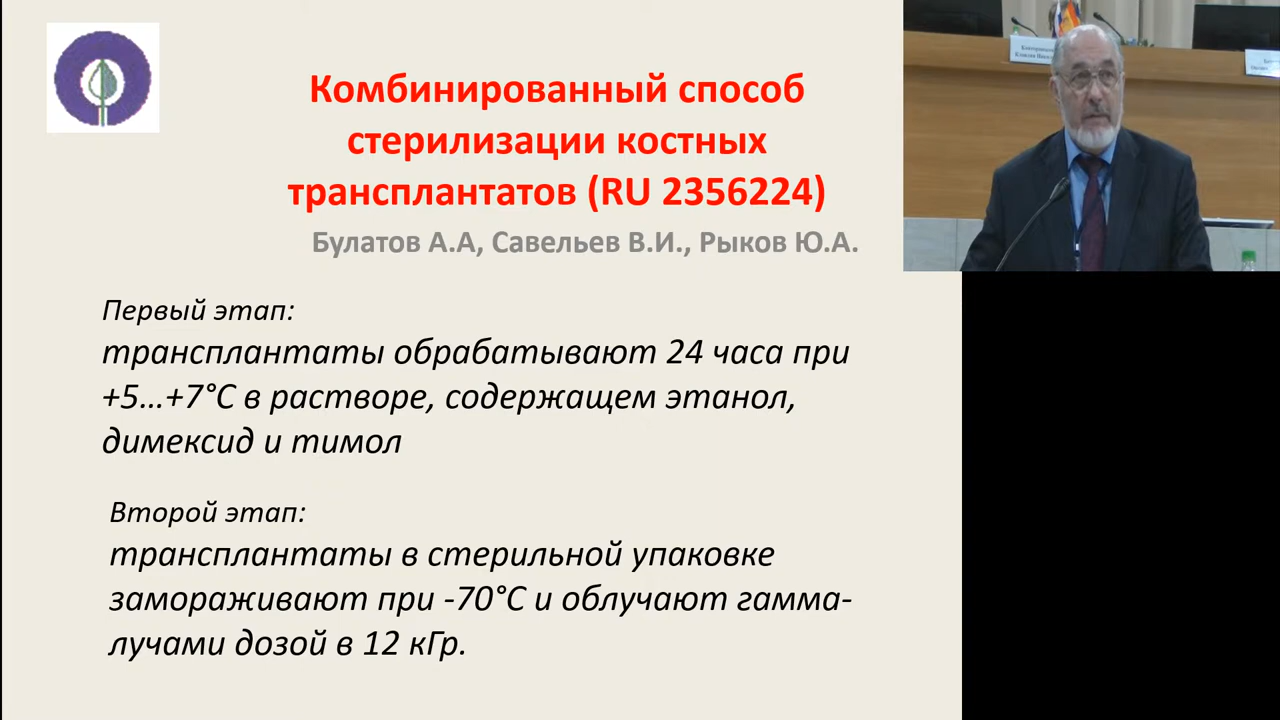 Комбинированный способ
стерилизации костных
трансплантатов (RU 2356224)
Булатов А.А, Савельев В.И., Рыков Ю.А.
Первый этап:
трансплантаты обрабатывают 24 часа при
+5...+7°C в растворе, содержащем этанол,
димексид и тимол
Второй этап:
трансплантаты в стерильной упаковке
замораживают при -70°C и облучают гамма-
лучами дозой в 12 кГр.